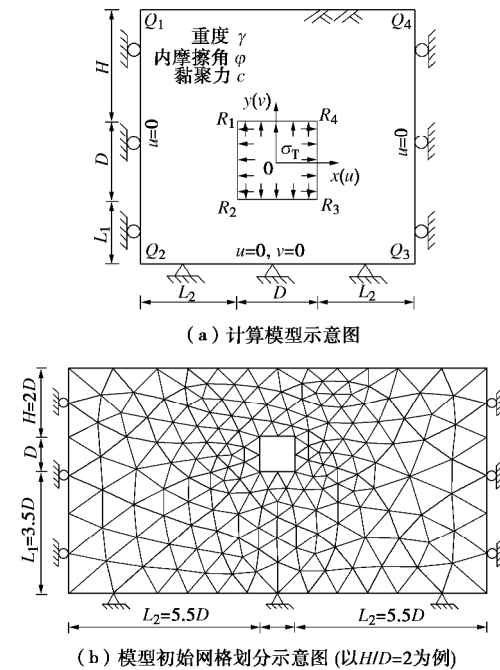 Q1
Q4
重度 γ
内摩擦角 φ
黏聚力 c
H
D
L1
u=0
u=0
y(v)
R1
R4
σT
0
x(u)
R2
R3
Q2
u=0, v=0
Q3
L2
D
L2
(a) 计算模型示意图
H=2D
D
L1=3.5D
L2=5.5D
D
L2=5.5D
(b) 模型初始网格划分示意图 (以H/D=2为例)